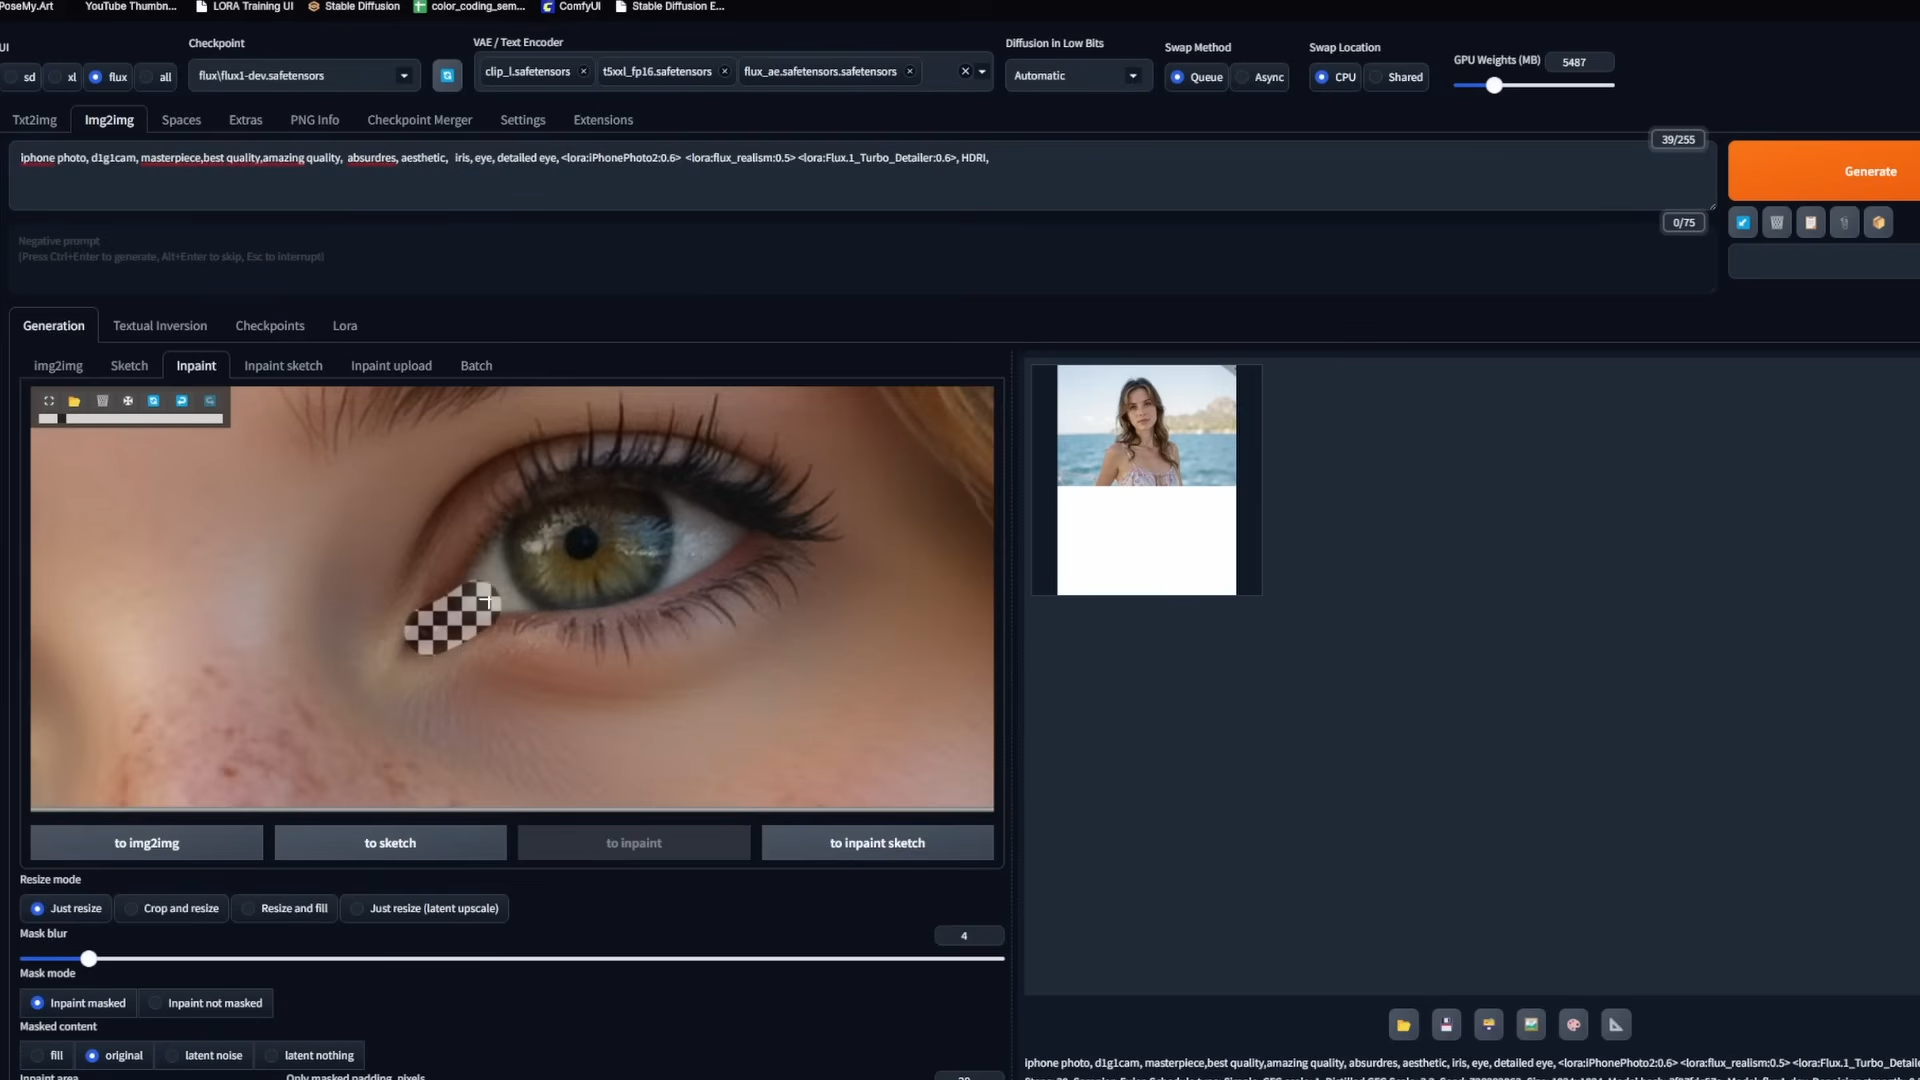 PoseMy.Art YouTube Thumbn... LORA Training UI Stable Diffusion color_coding_sem... ComfyUI Stable Diffusion E...
UI Checkpoint VAE / Text Encoder Diffusion in Low Bits Swap Method Swap Location GPU Weights (MB) 5487
sd xl flux all flux\flux1-dev.safetensors clip_l.safetensors t5xxl_fp16.safetensors flux_ae.safetensors.safetensors Automatic Queue Async CPU Shared
Txt2img Img2img Spaces Extras PNG Info Checkpoint Merger Settings Extensions
39/255
iphone photo, d1g1cam, masterpiece,best quality,amazing quality, absurdres, aesthetic, iris, eye, detailed eye, <lora:iPhonePhoto2:0.6> <lora:flux_realism:0.5> <lora:Flux.1_Turbo_Detailer:0.6>, HDRI,
Generate
0/75
Negative prompt
(Press Ctrl+Enter to generate, Alt+Enter to skip, Esc to interrupt)
Generation Textual Inversion Checkpoints Lora
img2img Sketch Inpaint Inpaint sketch Inpaint upload Batch
to img2img to sketch to inpaint to inpaint sketch
Resize mode
Just resize Crop and resize Resize and fill Just resize (latent upscale)
Mask blur 4
Mask mode
Inpaint masked Inpaint not masked
Masked content
fill original latent noise latent nothing
Inpaint area Only masked padding, pixels
iphone photo, d1g1cam, masterpiece,best quality,amazing quality, absurdres, aesthetic, iris, eye, detailed eye, <lora:iPhonePhoto2:0.6> <lora:flux_realism:0.5> <lora:Flux.1_Turbo_Detaile